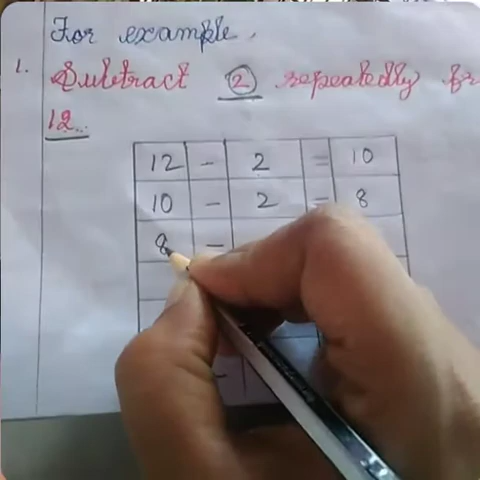 For example,
1. Subtract 2 repeatedly
12.
12 - 2 = 10
10 - 2 = 8
8 -